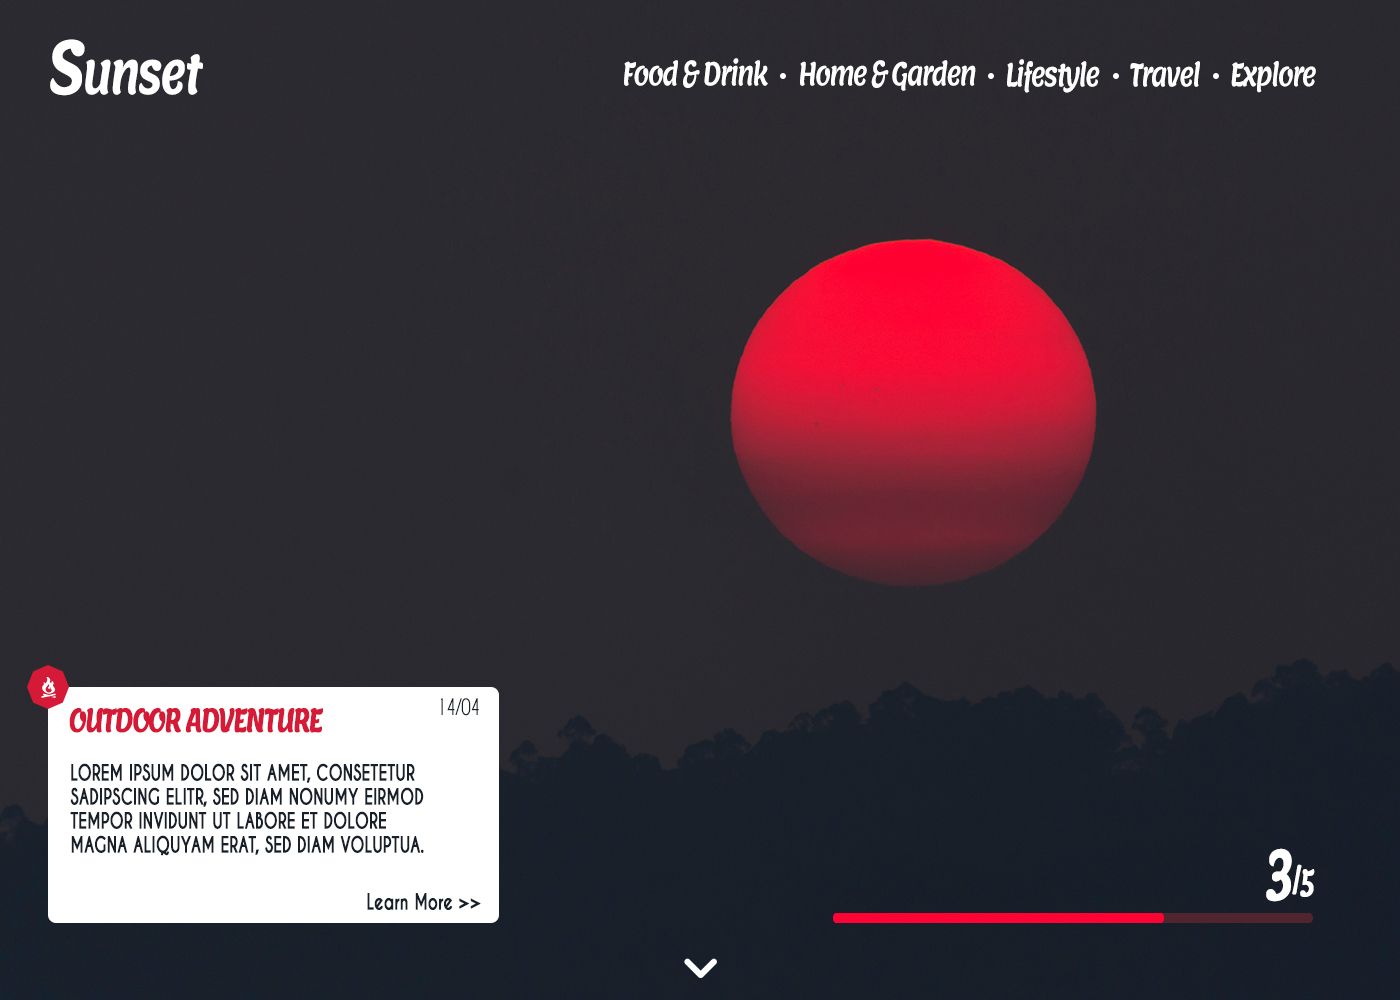 Sunset
Food & Drink • Home & Garden • Lifestyle • Travel • Explore
OUTDOOR ADVENTURE
14/04
LOREM IPSUM DOLOR SIT AMET, CONSETETUR
SADIPSCING ELITR, SED DIAM NONUMY EIRMOD
TEMPOR INVIDUNT UT LABORE ET DOLORE
MAGNA ALIQUYAM ERAT, SED DIAM VOLUPTUA.
Learn More >>
3/5